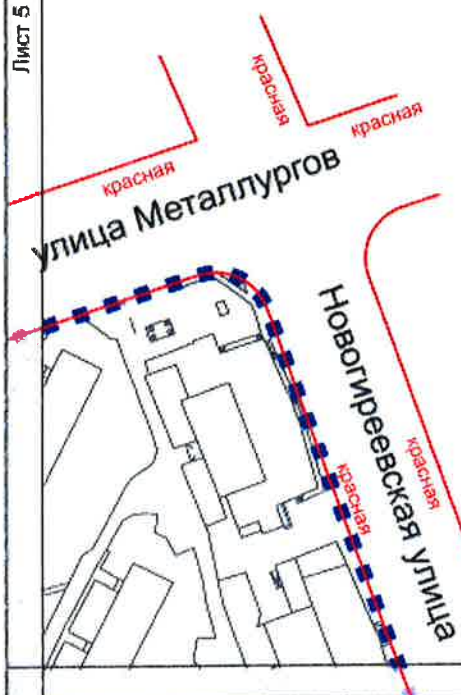 Лист 5
красная
красная
красная
улица Металлургов
Новогиреевская улица
красная
красная